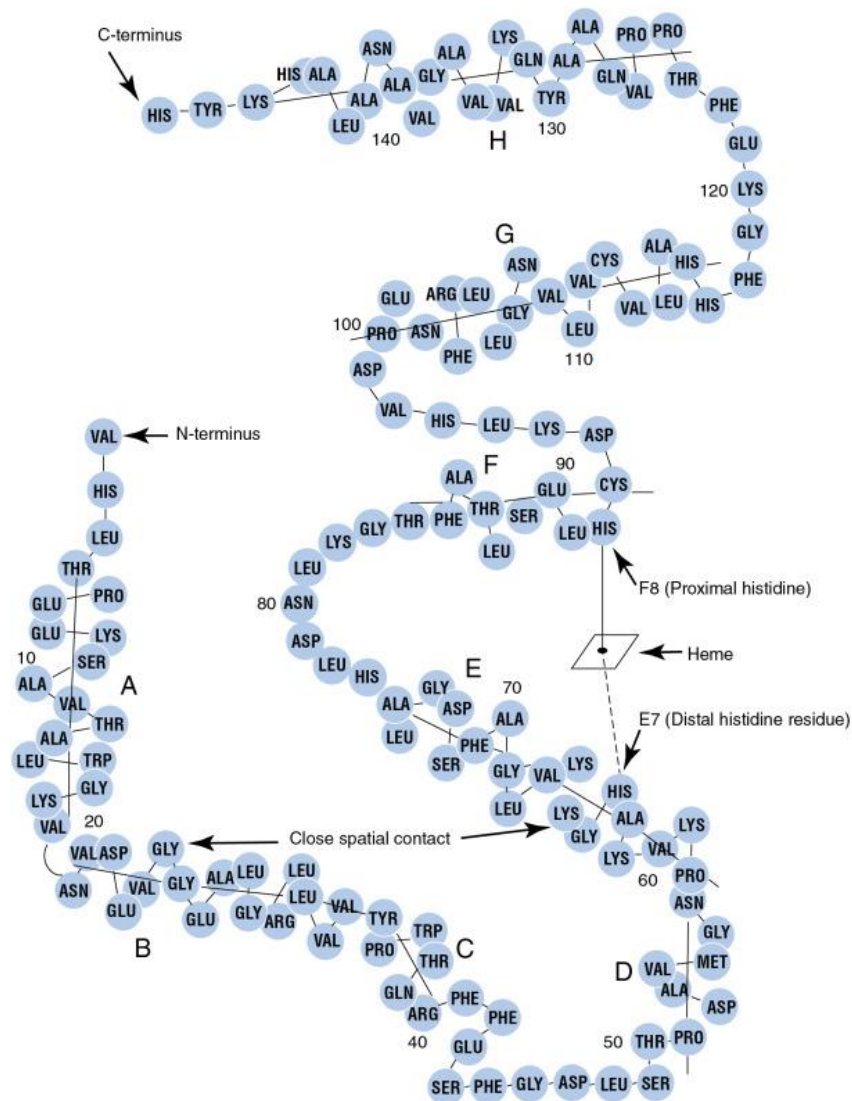 C-terminus
HIS TYR LYS HIS ALA LEU ALA ASN ALA VAL GLY ALA VAL VAL LYS GLN TYR ALA ALA GLN VAL PRO PRO THR PHE GLU LYS GLY PHE
140
130
H
120
G
HIS HIS LEU ALA VAL CYS VAL LEU VAL ASN GLY LEU LEU PHE ARG ASN GLU PRO
110
100
ASP VAL HIS LEU LYS ASP CYS HIS LEU GLU SER LEU THR ALA PHE THR GLY LYS LEU ASN ASP LEU HIS
F
90
F8 (Proximal histidine)
Heme
80
E
70
E7 (Distal histidine residue)
ALA LEU GLY ASP SER PHE ALA GLY LEU VAL LYS LYS GLY HIS ALA LYS VAL LYS PRO
Close spatial contact
60
ASN GLY MET VAL ALA ASP PRO THR SER LEU ASP GLY PHE SER GLU PHE PHE
D
50
N-terminus
VAL HIS LEU THR PRO GLU GLU LYS SER ALA VAL THR ALA LEU TRP GLY LYS VAL
10
A
20
ASN VAL ASP GLU VAL GLY GLY GLU ALA LEU GLY ARG LEU LEU VAL VAL TYR
B
PRO TRP THR GLN ARG
C
40